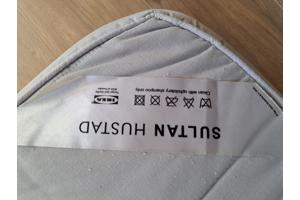 SULTAN HUSTAD
Clean with upholstery shampoo only
IKEA